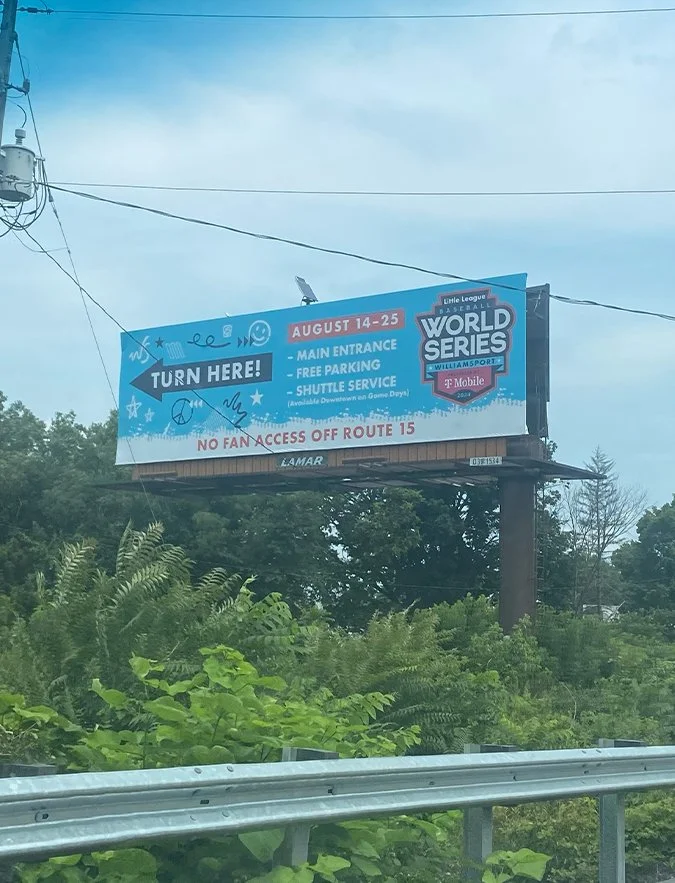 AUGUST 14-25
TURN HERE!
- MAIN ENTRANCE
- FREE PARKING
- SHUTTLE SERVICE
(Available Downtown on Game Days)
NO FAN ACCESS OFF ROUTE 15
Little League
BASEBALL
WORLD
SERIES
WILLIAMSPORT
T Mobile
2024
LAMAR